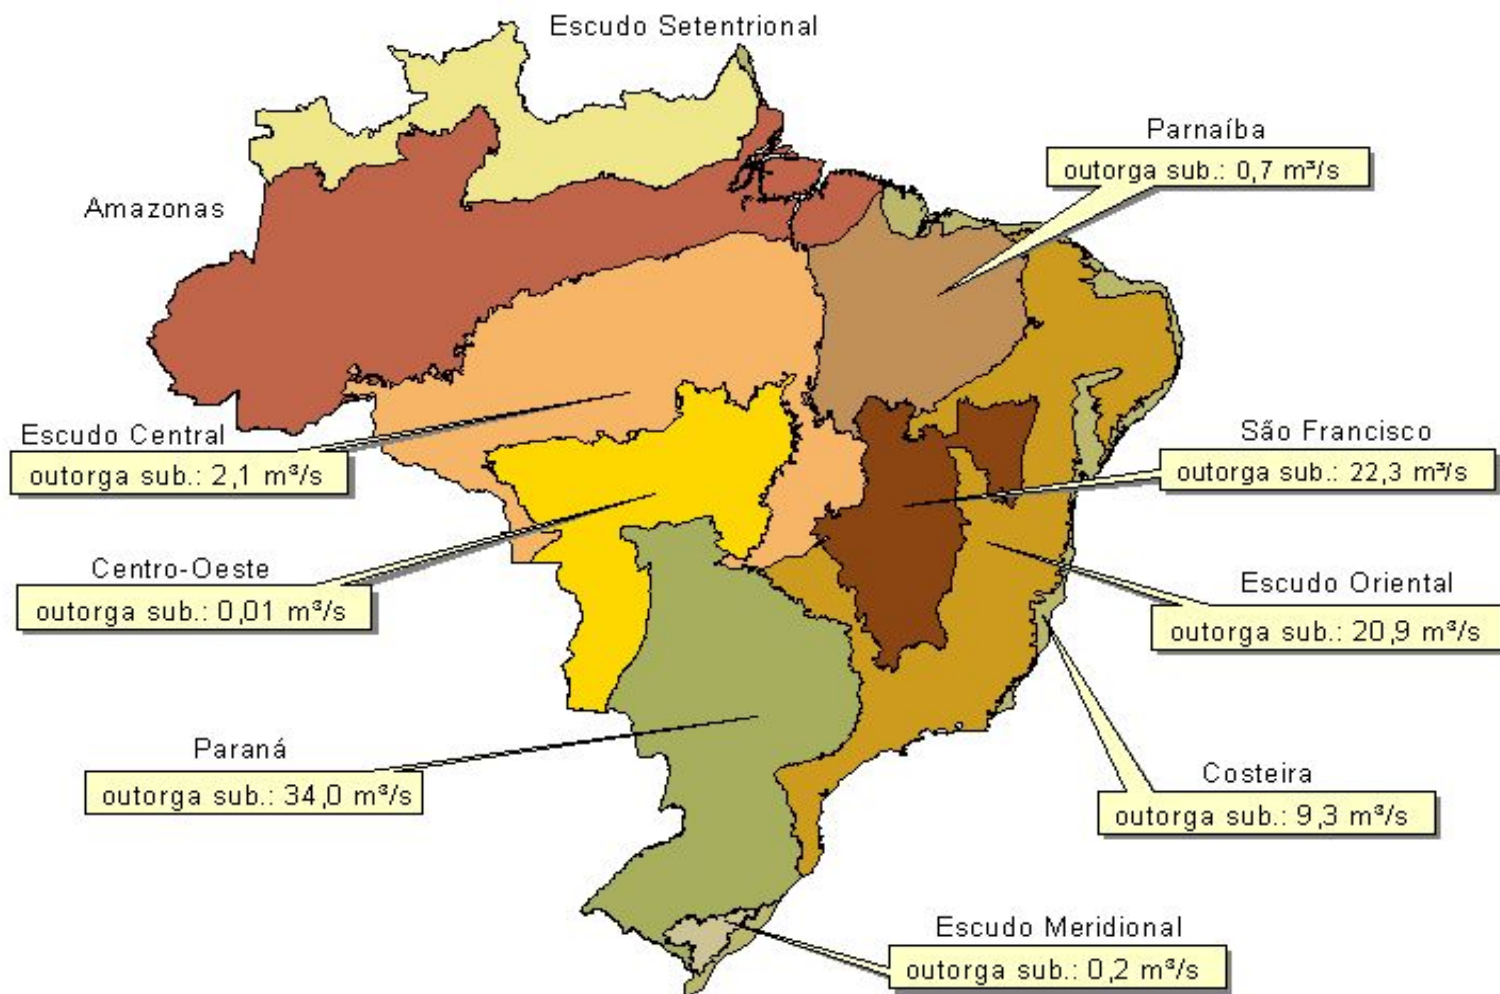 Escudo Setentrional
Parnaíba
outorga sub.: 0,7 m³/s
Amazonas
Escudo Central
outorga sub.: 2,1 m³/s
São Francisco
outorga sub.: 22,3 m³/s
Centro-Oeste
outorga sub.: 0,01 m³/s
Escudo Oriental
outorga sub.: 20,9 m³/s
Paraná
outorga sub.: 34,0 m³/s
Costeira
outorga sub.: 9,3 m³/s
Escudo Meridional
outorga sub.: 0,2 m³/s